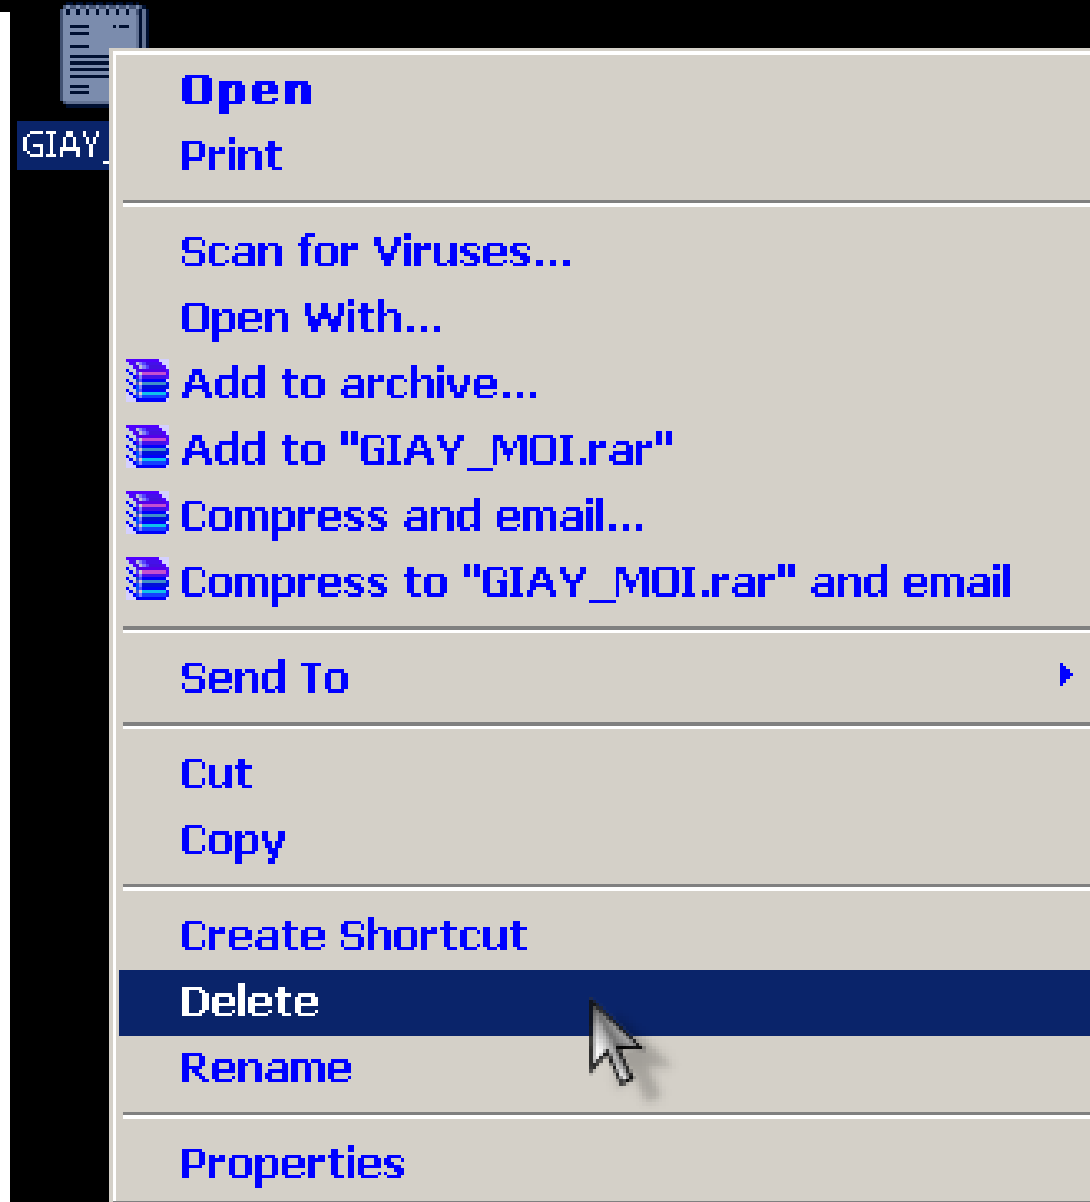 Open
Print
GIAY_
Scan for Viruses...
Open With...
Add to archive...
Add to "GIAY_MOI.rar"
Compress and email...
Compress to "GIAY_MOI.rar" and email
Send To
Cut
Copy
Create Shortcut
Delete
Rename
Properties